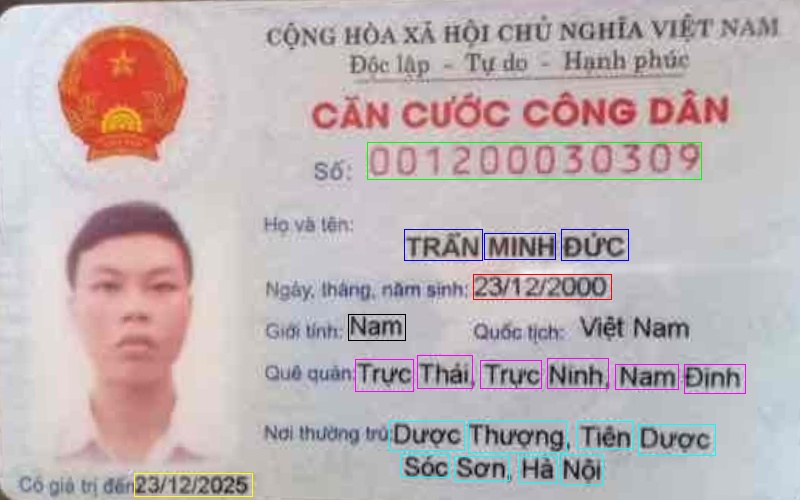 CỘNG HÒA XÃ HỘI CHỦ NGHĨA VIỆT NAM
Độc lập - Tự do - Hạnh phúc
CĂN CƯỚC CÔNG DÂN
Số: 001200030309
Họ và tên:
TRẦN MINH ĐỨC
Ngày, tháng, năm sinh: 23/12/2000
Giới tính: Nam Quốc tịch: Việt Nam
Quê quán: Trực Thái, Trực Ninh, Nam Định
Nơi thường trú: Dược Thượng, Tiên Dược
Sóc Sơn, Hà Nội
Có giá trị đến 23/12/2025